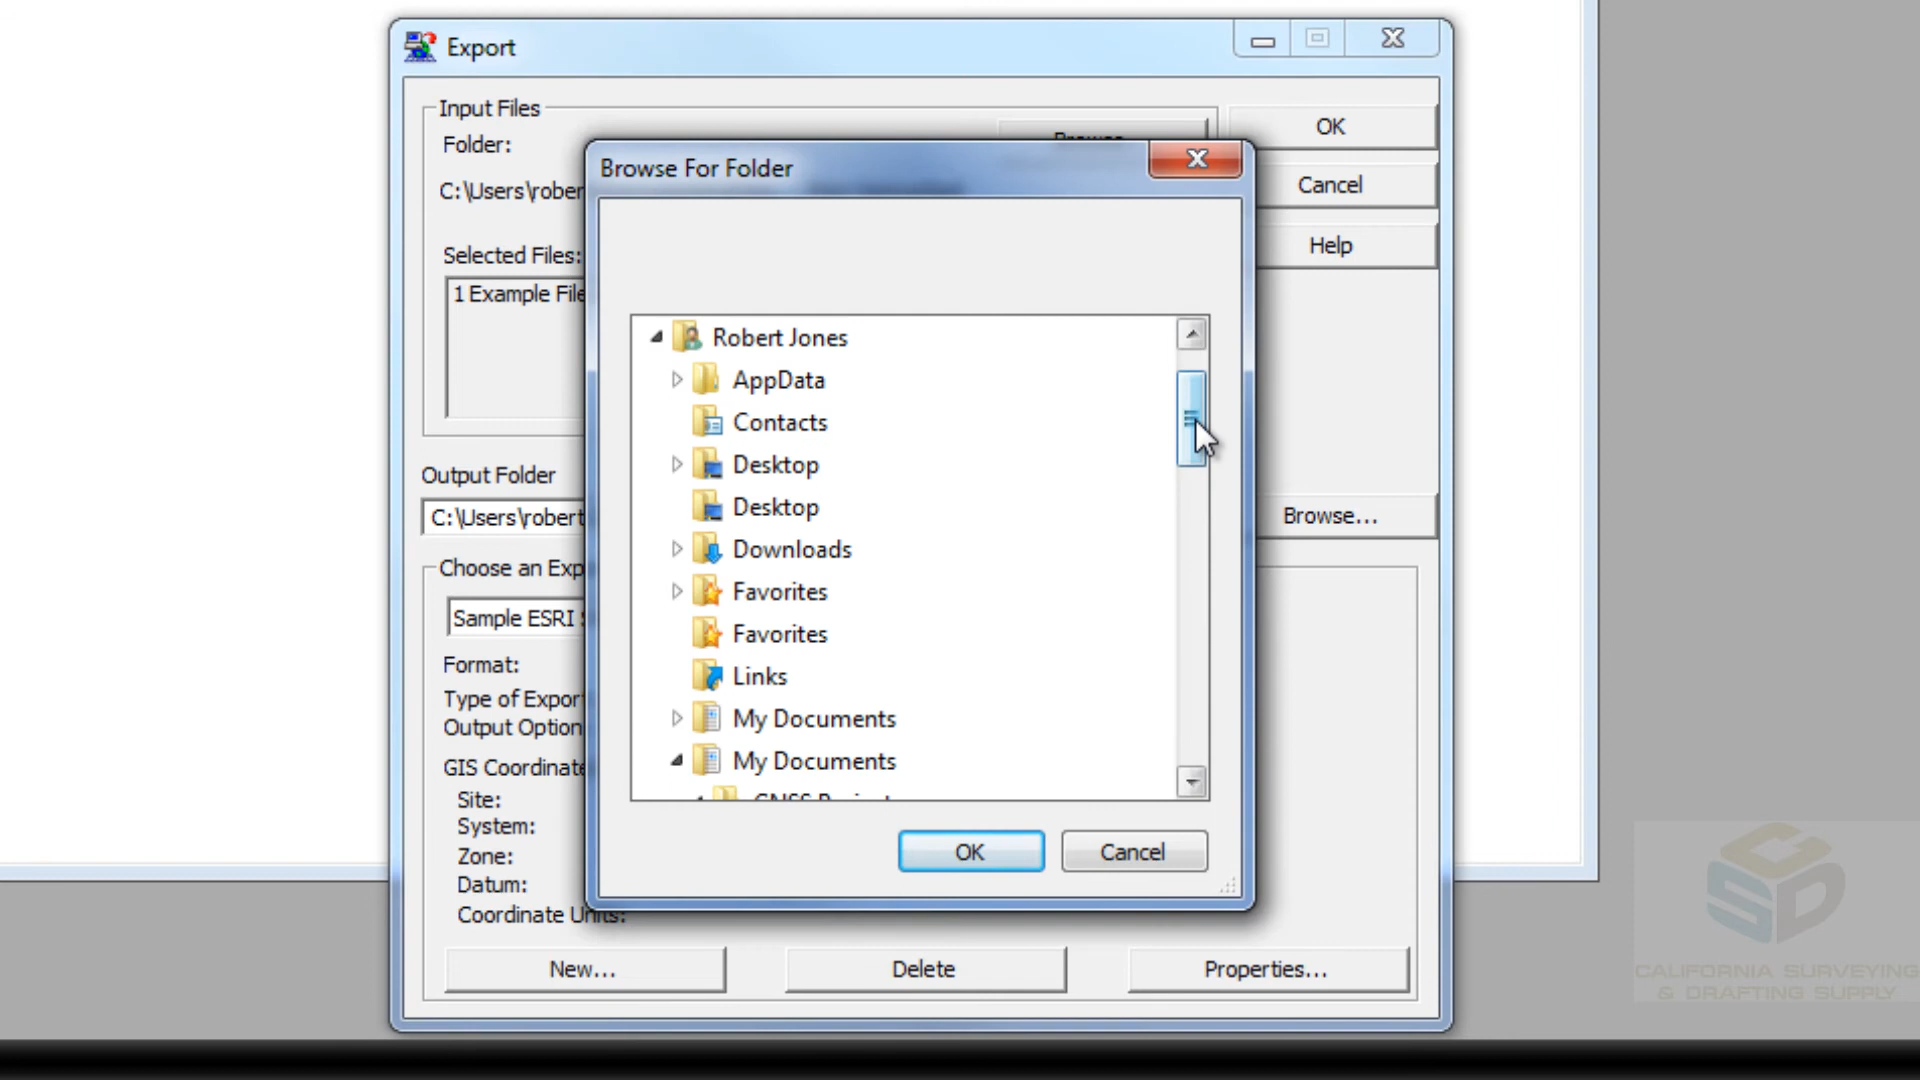 Export
Input Files
Folder:
Browse...
OK
Browse For Folder
Cancel
C:\Users\rober
Help
Selected Files:
1 Example File
Robert Jones
AppData
Contacts
Desktop
Desktop
Downloads
Favorites
Favorites
Links
My Documents
My Documents
Output Folder
C:\Users\robert
Browse...
Choose an Exp
Sample ESRI
Format:
Type of Export
Output Option
GIS Coordinate
Site:
System:
Zone:
Datum:
Coordinate Units:
OK
Cancel
New...
Delete
Properties...
CSD
CALIFORNIA SURVEYING
& DRAFTING SUPPLY